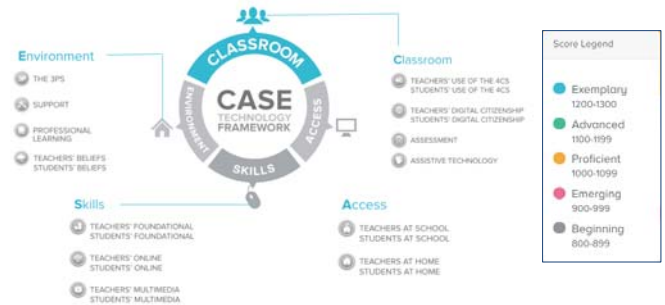 Environment
THE 3PS
SUPPORT
PROFESSIONAL
LEARNING
TEACHERS' BELIEFS
STUDENTS' BELIEFS
CLASSROOM
ENVIRONMENT
CASE
TECHNOLOGY
FRAMEWORK
ACCESS
SKILLS
Classroom
TEACHERS' USE OF THE 4CS
STUDENTS' USE OF THE 4CS
TEACHERS' DIGITAL CITIZENSHIP
STUDENTS' DIGITAL CITIZENSHIP
ASSESSMENT
ASSISTIVE TECHNOLOGY
Skills
TEACHERS' FOUNDATIONAL
STUDENTS' FOUNDATIONAL
TEACHERS' ONLINE
STUDENTS' ONLINE
TEACHERS' MULTIMEDIA
STUDENTS' MULTIMEDIA
Access
TEACHERS AT SCHOOL
STUDENTS AT SCHOOL
TEACHERS AT HOME
STUDENTS AT HOME
Score Legend
Exemplary
1200-1300
Advanced
1100-1199
Proficient
1000-1099
Emerging
900-999
Beginning
800-899